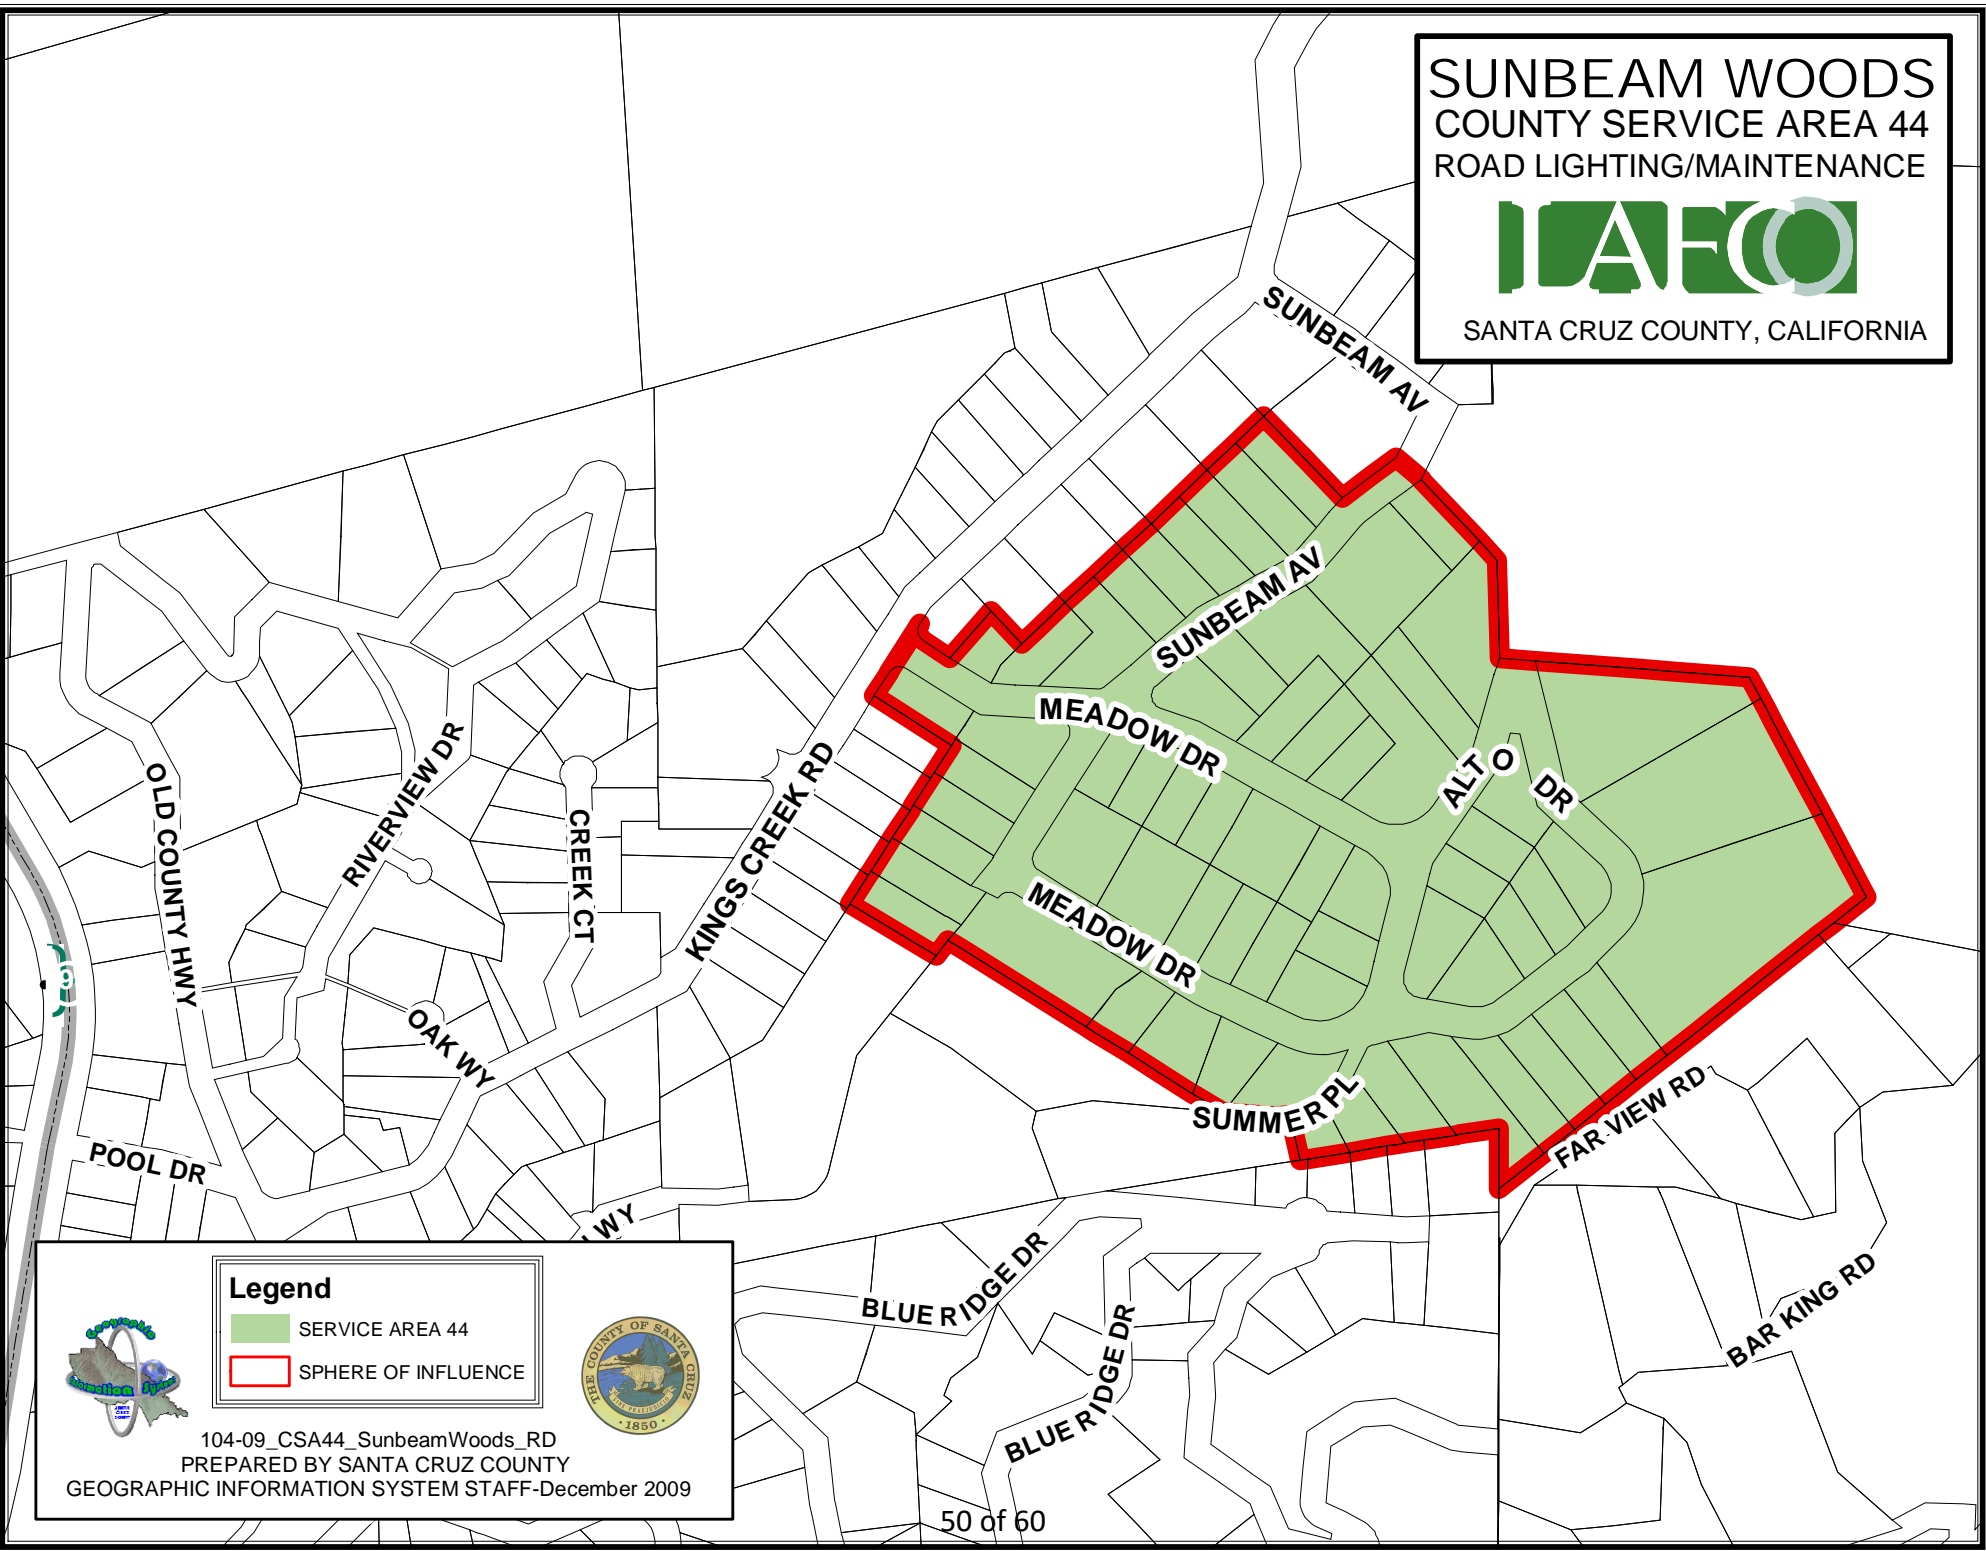 SUNBEAM WOODS
COUNTY SERVICE AREA 44
ROAD LIGHTING/MAINTENANCE
LAFCO
SANTA CRUZ COUNTY, CALIFORNIA
SUNBEAM AV
SUNBEAM AV
MEADOW DR
ALTO DR
MEADOW DR
SUMMER PL
FAR VIEW RD
KINGS CREEK RD
RIVERVIEW DR
OLD COUNTY HWY
CREEK CT
OAK WY
9
POOL DR
WY
BLUE RIDGE DR
BLUE RIDGE DR
BAR KING RD
Legend
SERVICE AREA 44
SPHERE OF INFLUENCE
Geographic
Information System
THE COUNTY OF SANTA CRUZ
1850
104-09_CSA44_SunbeamWoods_RD
PREPARED BY SANTA CRUZ COUNTY
GEOGRAPHIC INFORMATION SYSTEM STAFF-December 2009
50 of 60